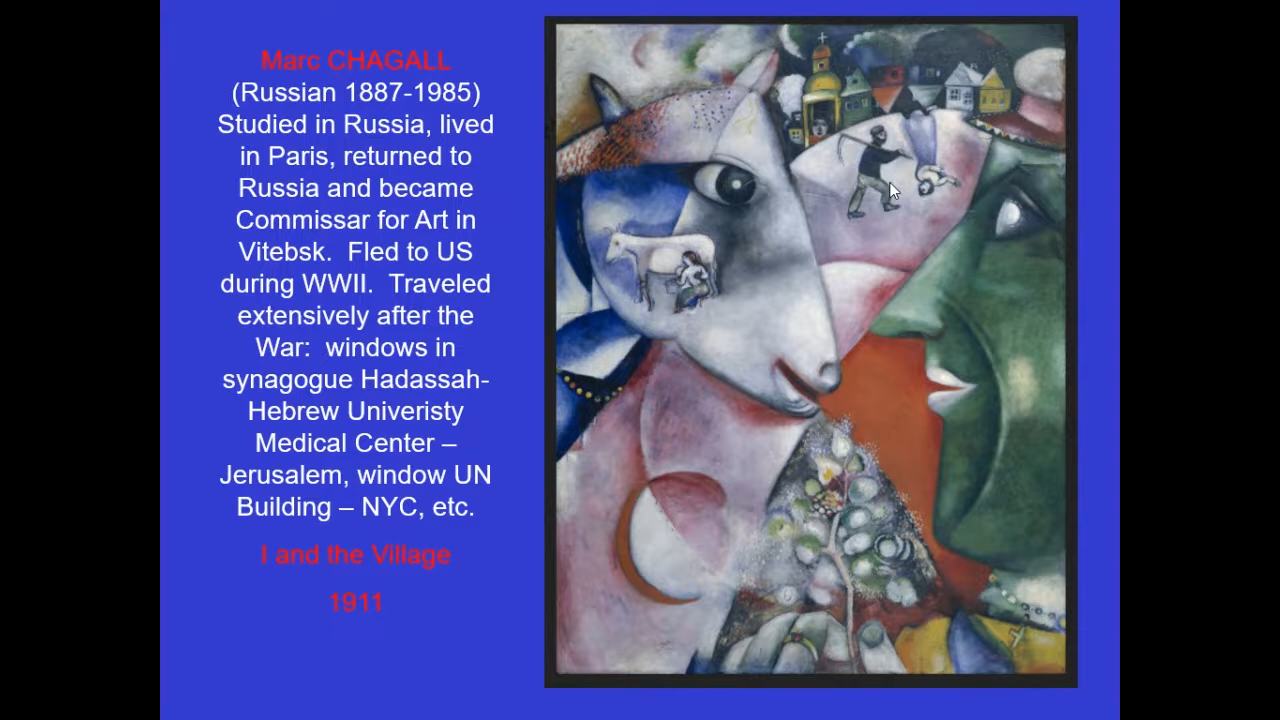 Marc CHAGALL
(Russian 1887-1985)
Studied in Russia, lived
in Paris, returned to
Russia and became
Commissar for Art in
Vitebsk.  Fled to US
during WWII.  Traveled
extensively after the
War:  windows in
synagogue Hadassah-
Hebrew Univeristy
Medical Center –
Jerusalem, window UN
Building – NYC, etc.
I and the Village
1911